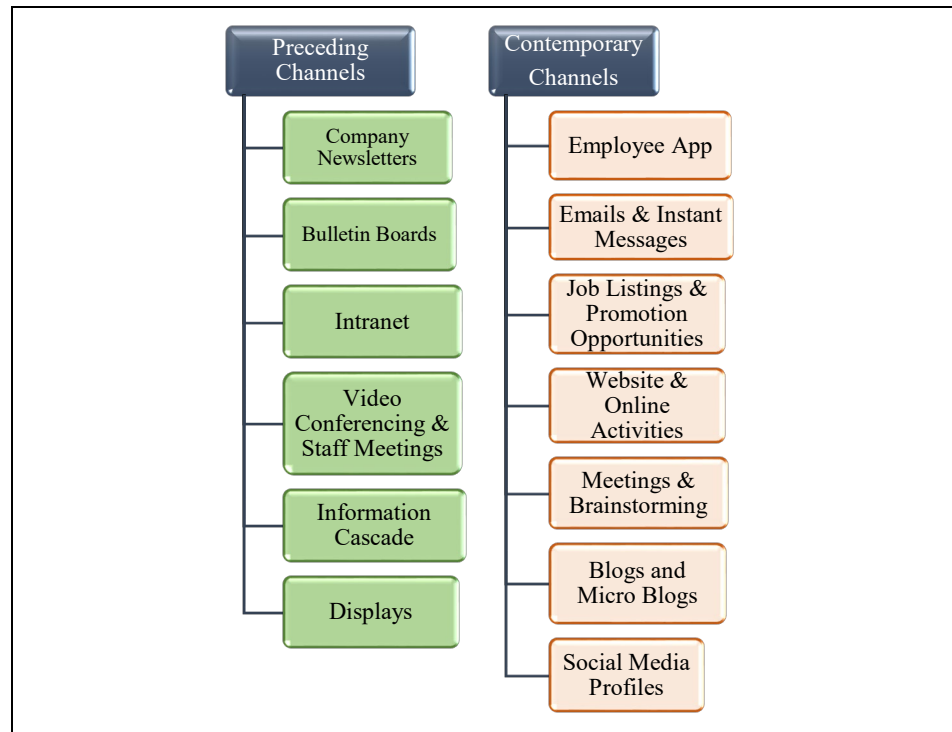 Preceding
Channels
Company
Newsletters
Bulletin Boards
Intranet
Video
Conferencing &
Staff Meetings
Information
Cascade
Displays
Contemporary
Channels
Employee App
Emails & Instant
Messages
Job Listings &
Promotion
Opportunities
Website &
Online
Activities
Meetings &
Brainstorming
Blogs and
Micro Blogs
Social Media
Profiles